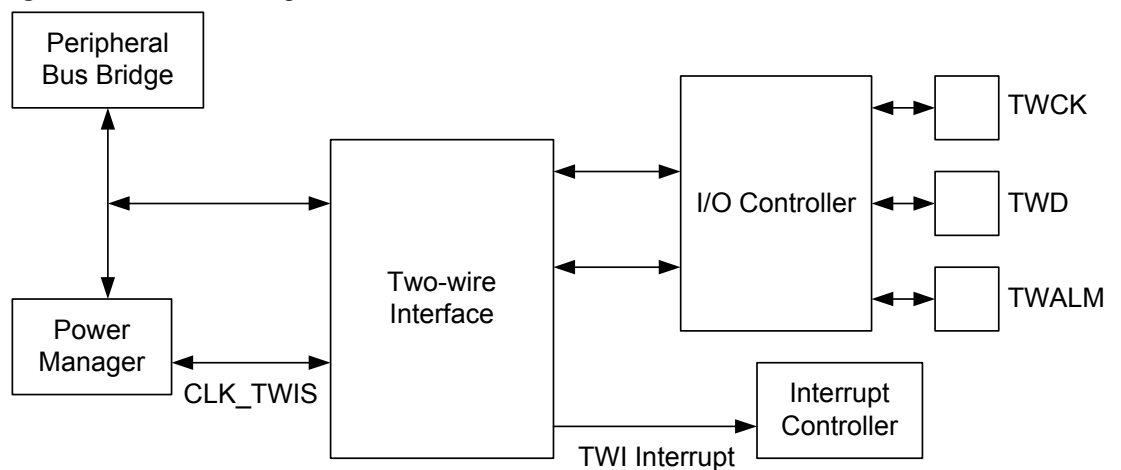 Peripheral
Bus Bridge
TWCK
I/O Controller
TWD
Two-wire
Interface
TWALM
Power
Manager
CLK_TWIS
Interrupt
Controller
TWI Interrupt